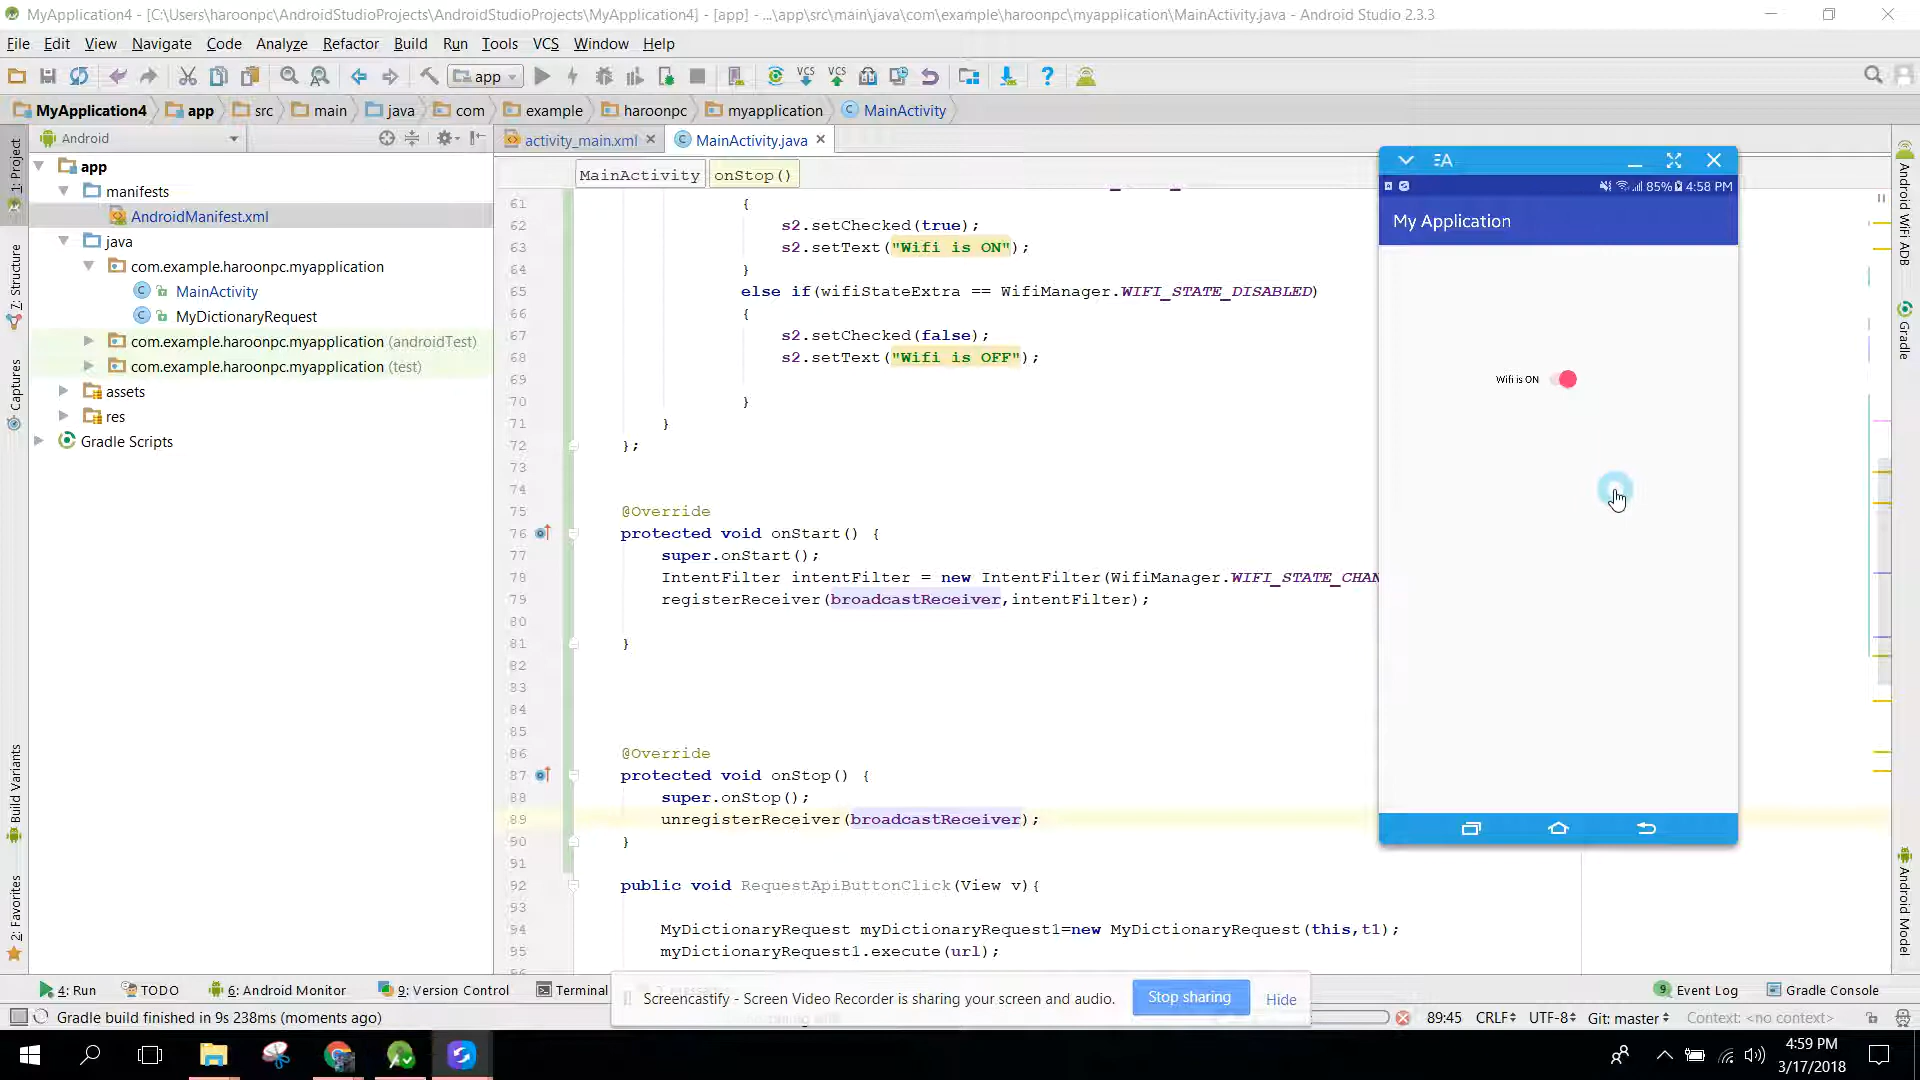 MyApplication4 - [C:\Users\haroonpc\AndroidStudioProjects\AndroidStudioProjects\MyApplication4] - [app] - ...\app\src\main\java\com\example\haroonpc\myapplication\MainActivity.java - Android Studio 2.3.3
File Edit View Navigate Code Analyze Refactor Build Run Tools VCS Window Help
app
VCS VCS
MyApplication4 app src main java com example haroonpc myapplication MainActivity
Android
activity_main.xml MainActivity.java
MainActivity onStop()
1: Project
7: Structure
Captures
Build Variants
2: Favorites
app
manifests
AndroidManifest.xml
java
com.example.haroonpc.myapplication
MainActivity
MyDictionaryRequest
com.example.haroonpc.myapplication (androidTest)
com.example.haroonpc.myapplication (test)
assets
res
Gradle Scripts
61 {
62 s2.setChecked(true);
63 s2.setText("Wifi is ON");
64 }
65 else if(wifiStateExtra == WifiManager.WIFI_STATE_DISABLED)
66 {
67 s2.setChecked(false);
68 s2.setText("Wifi is OFF");
69
70 }
71 }
72 };
73
74
75 @Override
76 protected void onStart() {
77 super.onStart();
78 IntentFilter intentFilter = new IntentFilter(WifiManager.WIFI_STATE_CHAN
79 registerReceiver(broadcastReceiver,intentFilter);
80
81 }
82
83
84
85
86 @Override
87 protected void onStop() {
88 super.onStop();
89 unregisterReceiver(broadcastReceiver);
90 }
91
92 public void RequestApiButtonClick(View v){
93
94 MyDictionaryRequest myDictionaryRequest1=new MyDictionaryRequest(this,t1);
95 myDictionaryRequest1.execute(url);
85% 4:58 PM
My Application
Wifi is ON
Android WiFi ADB
Gradle
Android Model
4: Run TODO 6: Android Monitor 9: Version Control Terminal
Screencastify - Screen Video Recorder is sharing your screen and audio. Stop sharing Hide
9 Event Log Gradle Console
Gradle build finished in 9s 238ms (moments ago)
89:45 CRLF UTF-8 Git: master Context: <no context>
4:59 PM
3/17/2018